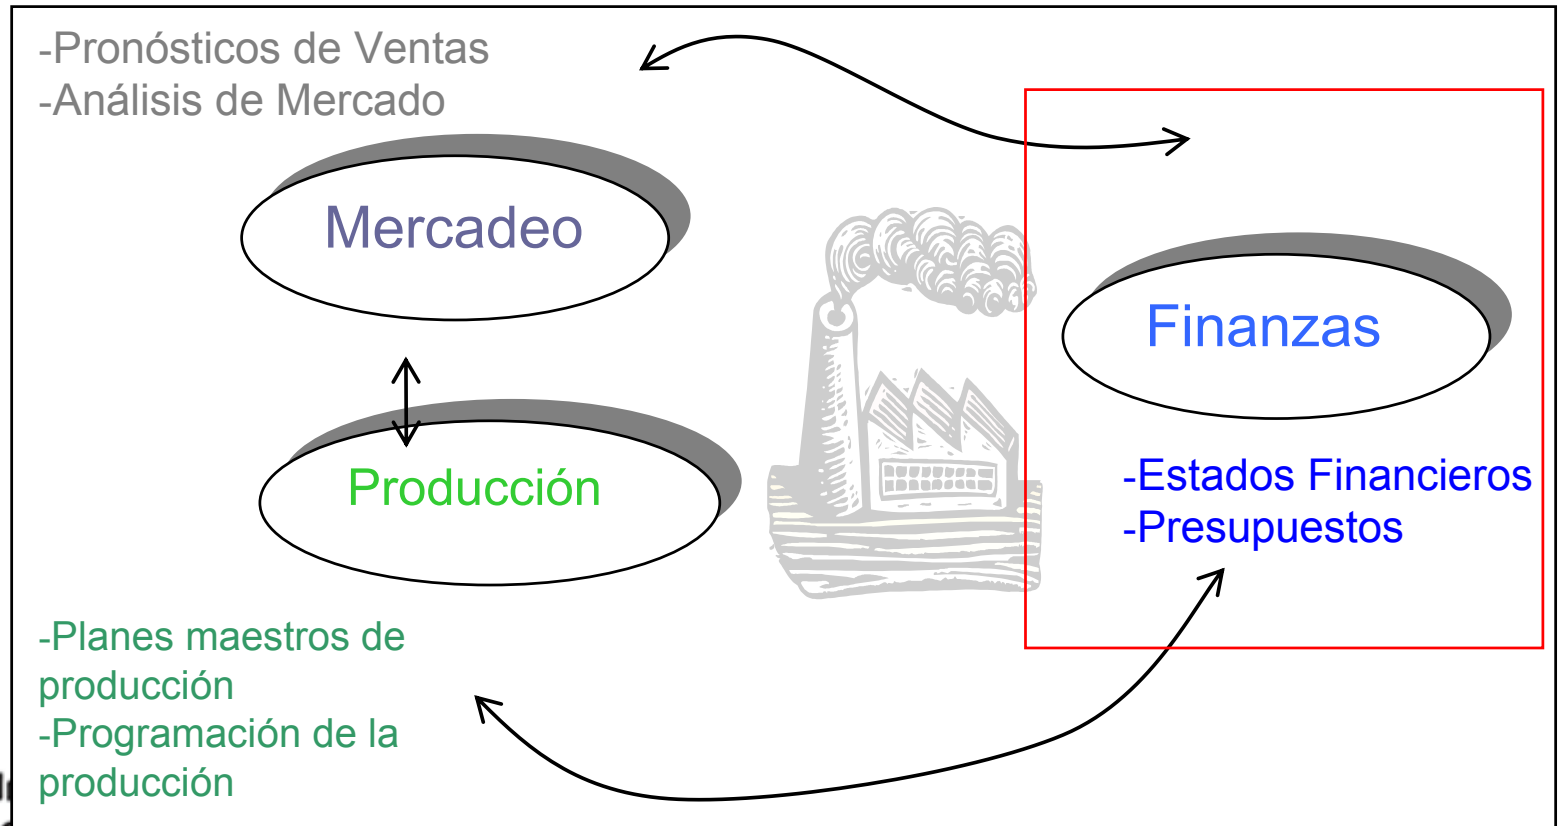 -Pronósticos de Ventas
-Análisis de Mercado
Mercadeo
Finanzas
Producción
-Estados Financieros
-Presupuestos
-Planes maestros de
producción
-Programación de la
producción